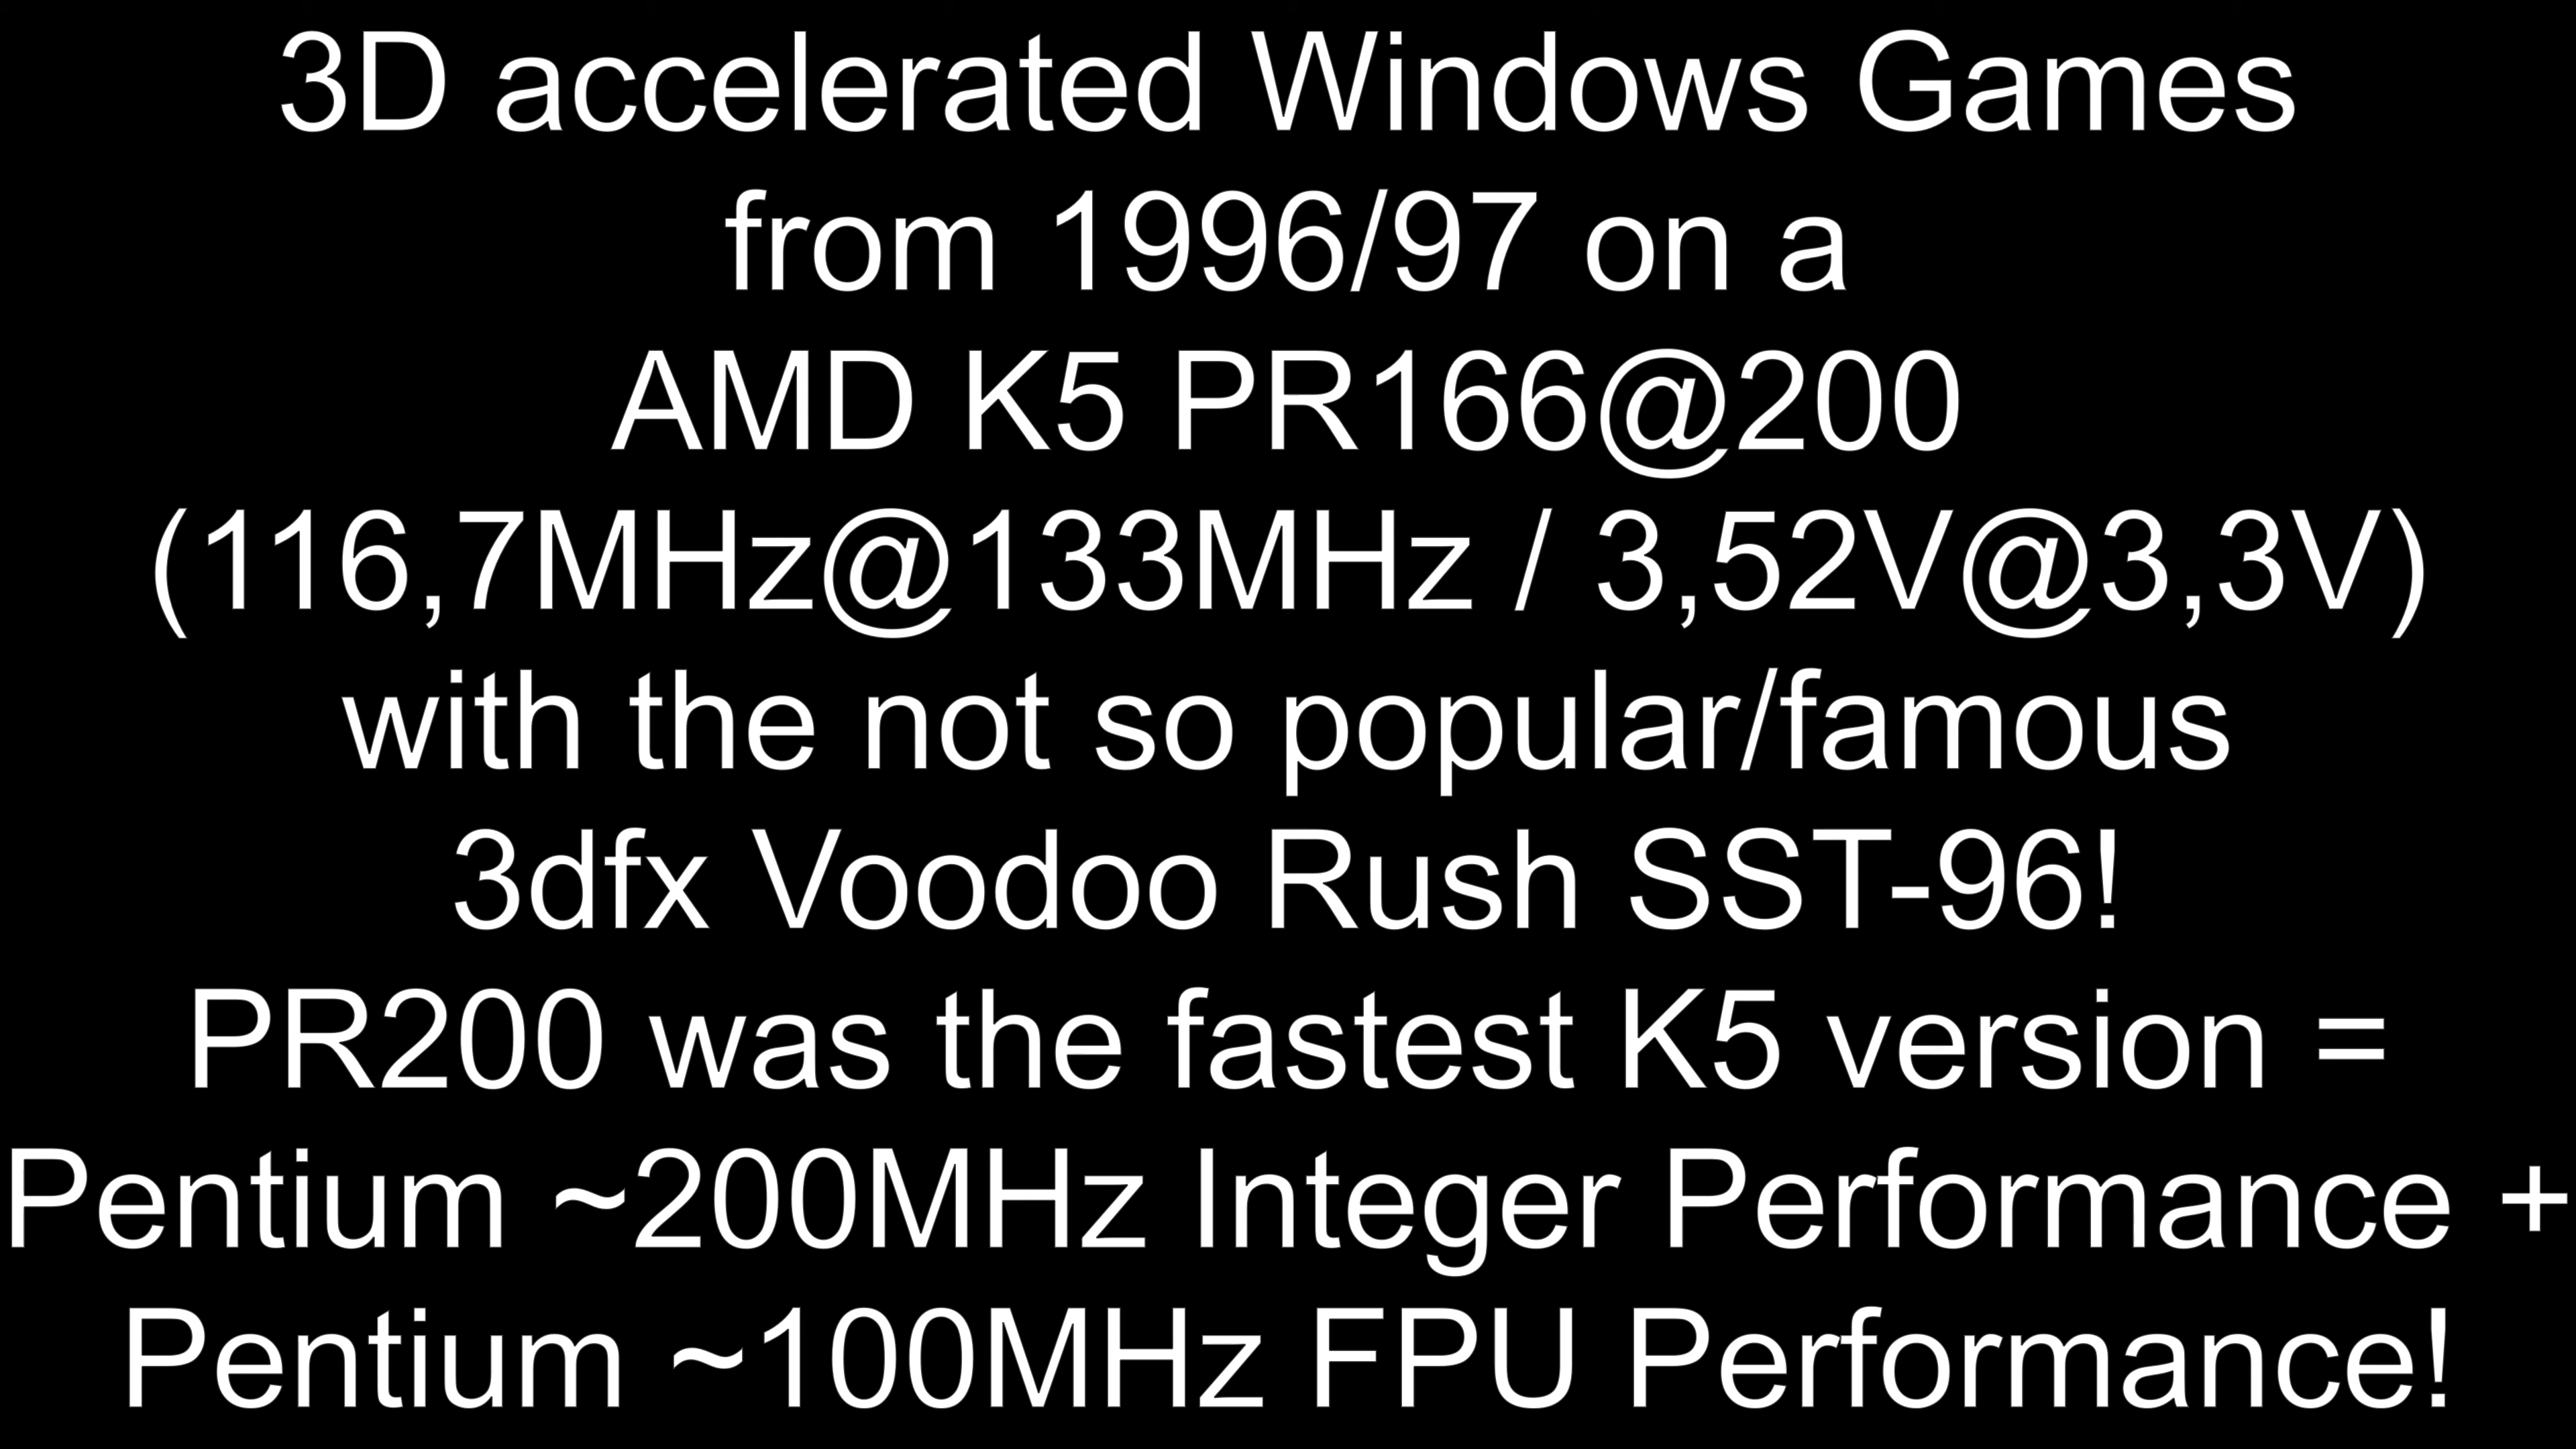 3D accelerated Windows Games
from 1996/97 on a
AMD K5 PR166@200
(116,7MHz@133MHz / 3,52V@3,3V)
with the not so popular/famous
3dfx Voodoo Rush SST-96!
PR200 was the fastest K5 version =
Pentium ~200MHz Integer Performance +
Pentium ~100MHz FPU Performance!